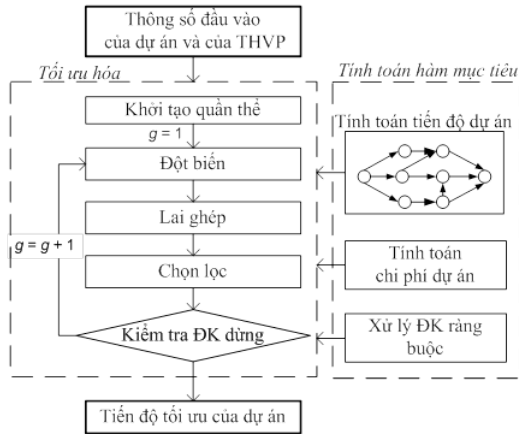 Thông số đầu vào
của dự án và của THVP
Tối ưu hóa
Tính toán hàm mục tiêu
Khởi tạo quần thể
g = 1
Đột biến
Lai ghép
g = g + 1
Chọn lọc
Kiểm tra ĐK dừng
Tiến độ tối ưu của dự án
Tính toán tiến độ dự án
Tính toán
chi phí dự án
Xử lý ĐK ràng
buộc